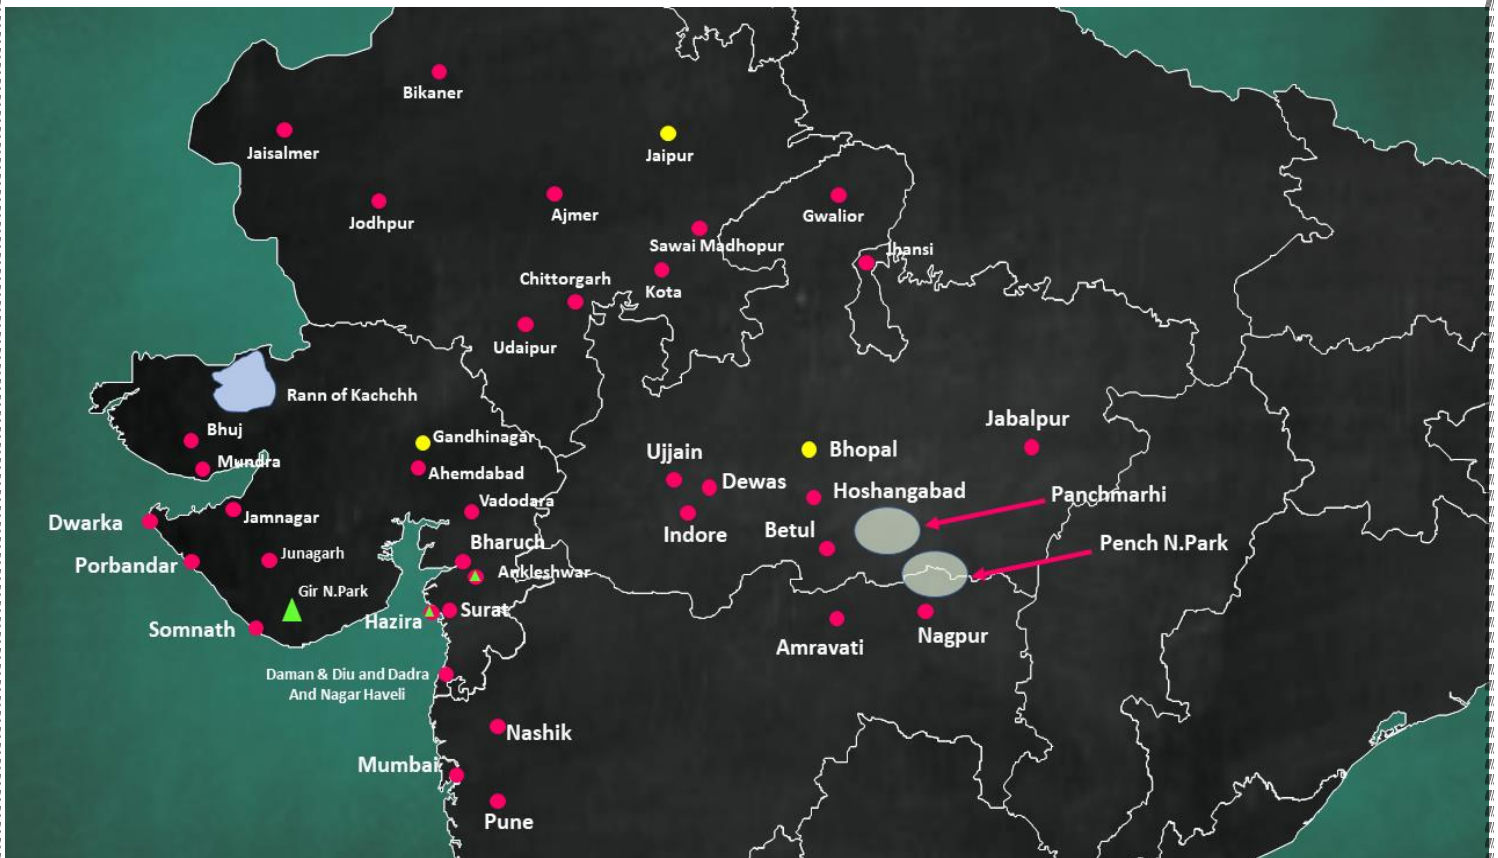 Bikaner
Jaisalmer
Jaipur
Jodhpur
Ajmer
Gwalior
Sawai Madhopur
Jhansi
Chittorgarh
Kota
Udaipur
Rann of Kachchh
Bhuj
Gandhinagar
Jabalpur
Mundra
Ahemdabad
Ujjain
Bhopal
Dewas
Hoshangabad
Panchmarhi
Vadodara
Jamnagar
Dwarka
Indore
Betul
Bharuch
Pench N.Park
Junagarh
Porbandar
Ankleshwar
Gir N.Park
Hazira
Surat
Somnath
Amravati
Nagpur
Daman & Diu and Dadra
And Nagar Haveli
Nashik
Mumbai
Pune